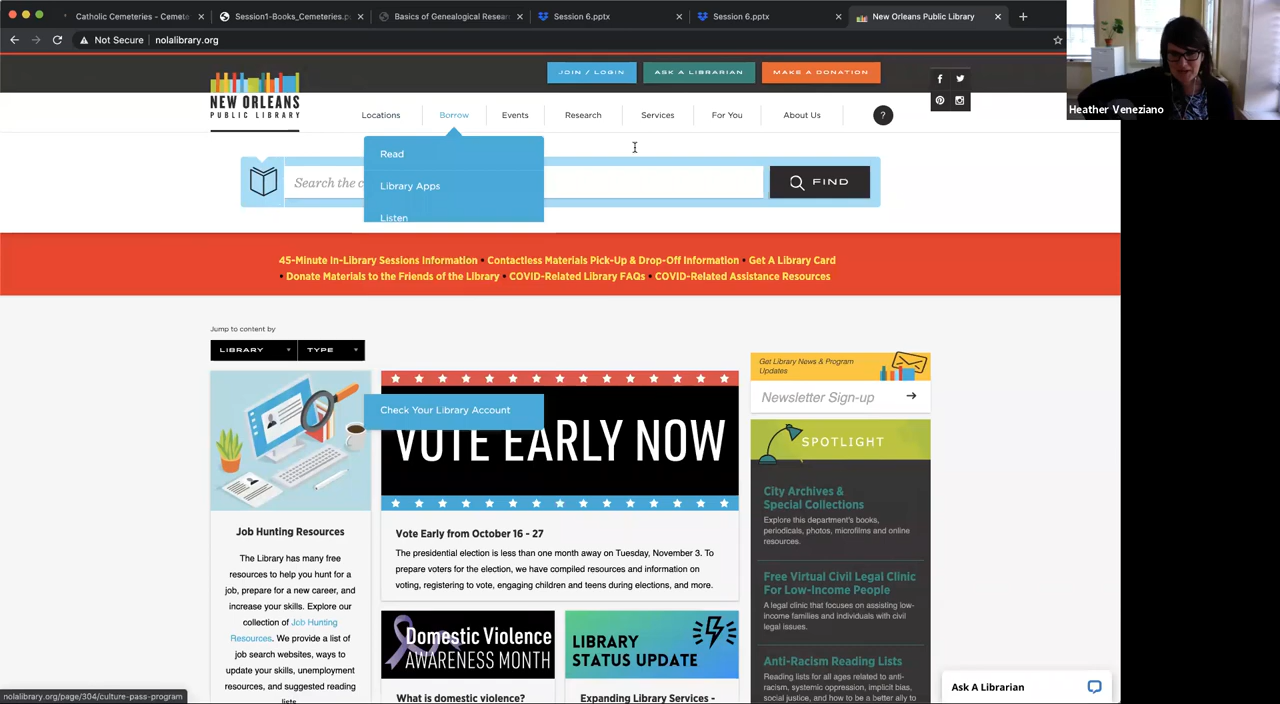 Catholic Cemeteries - Cemete
Session1-Books_Cemeteries.p
Basics of Genealogical Resear
Session 6.pptx
Session 6.pptx
New Orleans Public Library
Not Secure
nolalibrary.org
Heather Veneziano
JOIN / LOGIN
ASK A LIBRARIAN
MAKE A DONATION
NEW ORLEANS
PUBLIC LIBRARY
Locations
Borrow
Events
Research
Services
For You
About Us
?
Read
Library Apps
Listen
Search the c
FIND
45-Minute In-Library Sessions Information • Contactless Materials Pick-Up & Drop-Off Information • Get A Library Card
• Donate Materials to the Friends of the Library • COVID-Related Library FAQs • COVID-Related Assistance Resources
Jump to content by
LIBRARY
TYPE
Check Your Library Account
VOTE EARLY NOW
Job Hunting Resources
The Library has many free
resources to help you hunt for a
job, prepare for a new career, and
increase your skills. Explore our
collection of Job Hunting
Resources. We provide a list of
job search websites, ways to
update your skills, unemployment
resources, and suggested reading
lists.
Vote Early from October 16 - 27
The presidential election is less than one month away on Tuesday, November 3. To
prepare voters for the election, we have compiled resources and information on
voting, registering to vote, engaging children and teens during elections, and more.
Domestic Violence
AWARENESS MONTH
What is domestic violence?
LIBRARY
STATUS UPDATE
Expanding Library Services -
Get Library News & Program
Updates
Newsletter Sign-up
SPOTLIGHT
City Archives &
Special Collections
Explore this department's books,
periodicals, photos, microfilms and online
resources.
Free Virtual Civil Legal Clinic
For Low-Income People
A legal clinic that focuses on assisting low-
income families and individuals with civil
legal issues.
Anti-Racism Reading Lists
Reading lists for all ages related to anti-
racism, systemic oppression, implicit bias,
social justice, and how to be a better ally to
Ask A Librarian
nolalibrary.org/page/304/culture-pass-program